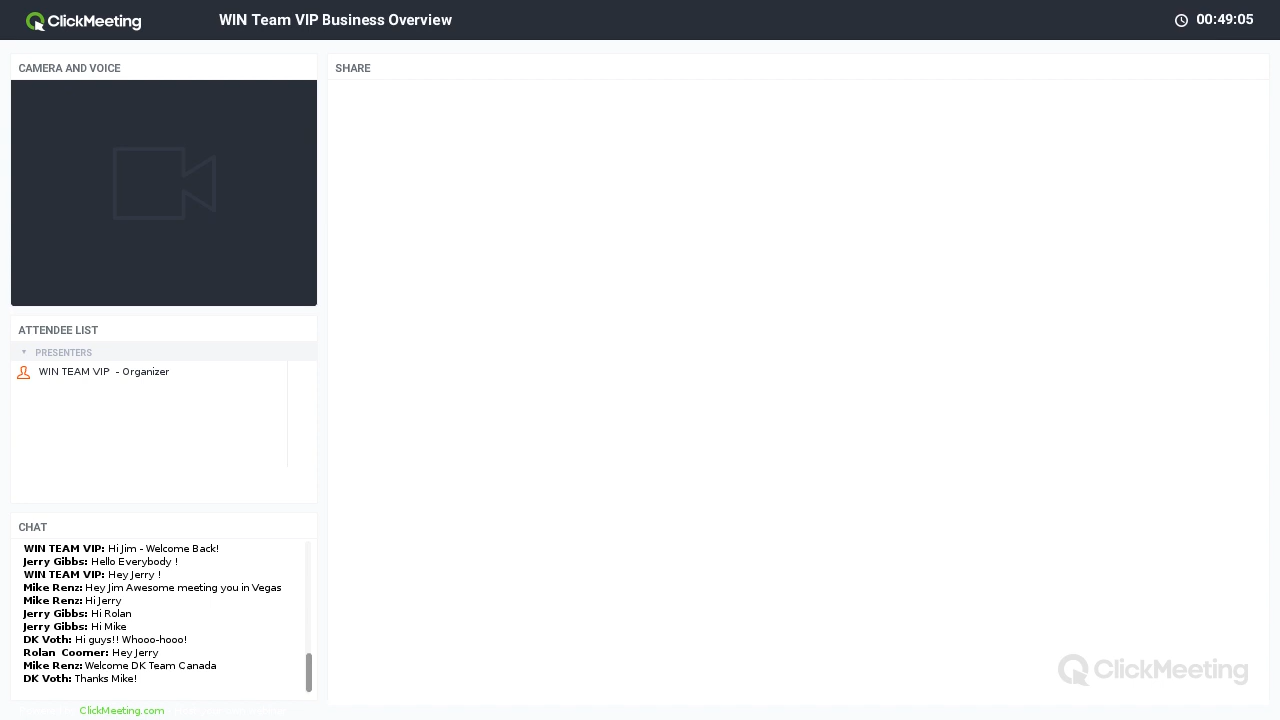 ClickMeeting
WIN Team VIP Business Overview
00:49:05
CAMERA AND VOICE
SHARE
ATTENDEE LIST
PRESENTERS
WIN TEAM VIP - Organizer
CHAT
WIN TEAM VIP: Hi Jim - Welcome Back!
Jerry Gibbs: Hello Everybody !
WIN TEAM VIP: Hey Jerry !
Mike Renz: Hey Jim Awesome meeting you in Vegas
Mike Renz: Hi Jerry
Jerry Gibbs: Hi Rolan
Jerry Gibbs: Hi Mike
DK Voth: Hi guys!! Whooo-hooo!
Rolan Coomer: Hey Jerry
Mike Renz: Welcome DK Team Canada
DK Voth: Thanks Mike!
ClickMeeting
ClickMeeting.com